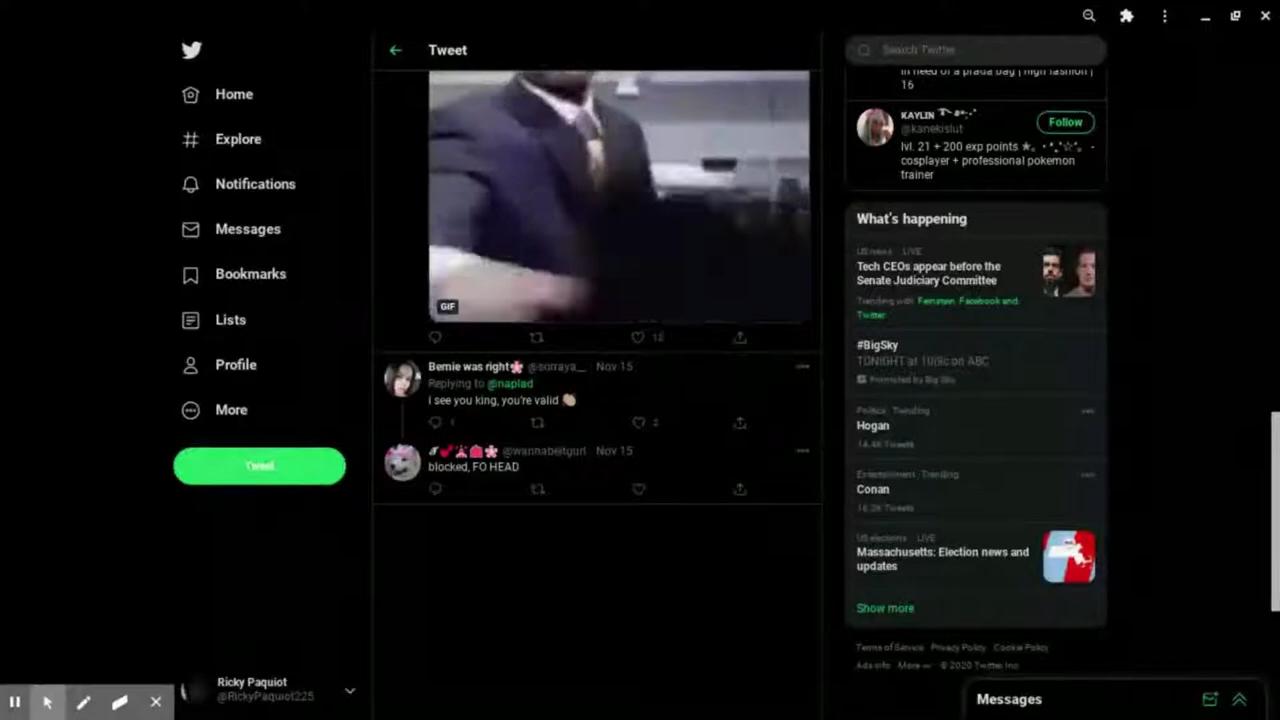 Home
Explore
Notifications
Messages
Bookmarks
Lists
Profile
More
Tweet
Ricky Paquiot
@RickyPaquiot225
Tweet
GIF
Bernie was right🌸 Nov 15
Replying to @naplad
i see you king, you're valid 👏🏼
Nov 15
blocked, FO HEAD
Search Twitter
in need of a prada bag | high fashion |
16
KAYLIN
@kanekislut
Follow
lvl. 21 + 200 exp points
cosplayer + professional pokemon
trainer
What's happening
US news · LIVE
Tech CEOs appear before the
Senate Judiciary Committee
Trending with Feinstein, Facebook and
Twitter
#BigSky
TONIGHT at 10|9c on ABC
Promoted by Big Sky
Politics · Trending
Hogan
14.4K Tweets
Entertainment · Trending
Conan
16.2K Tweets
US elections · LIVE
Massachusetts: Election news and
updates
Show more
Terms of Service Privacy Policy Cookie Policy
Ads info More © 2020 Twitter, Inc.
Messages